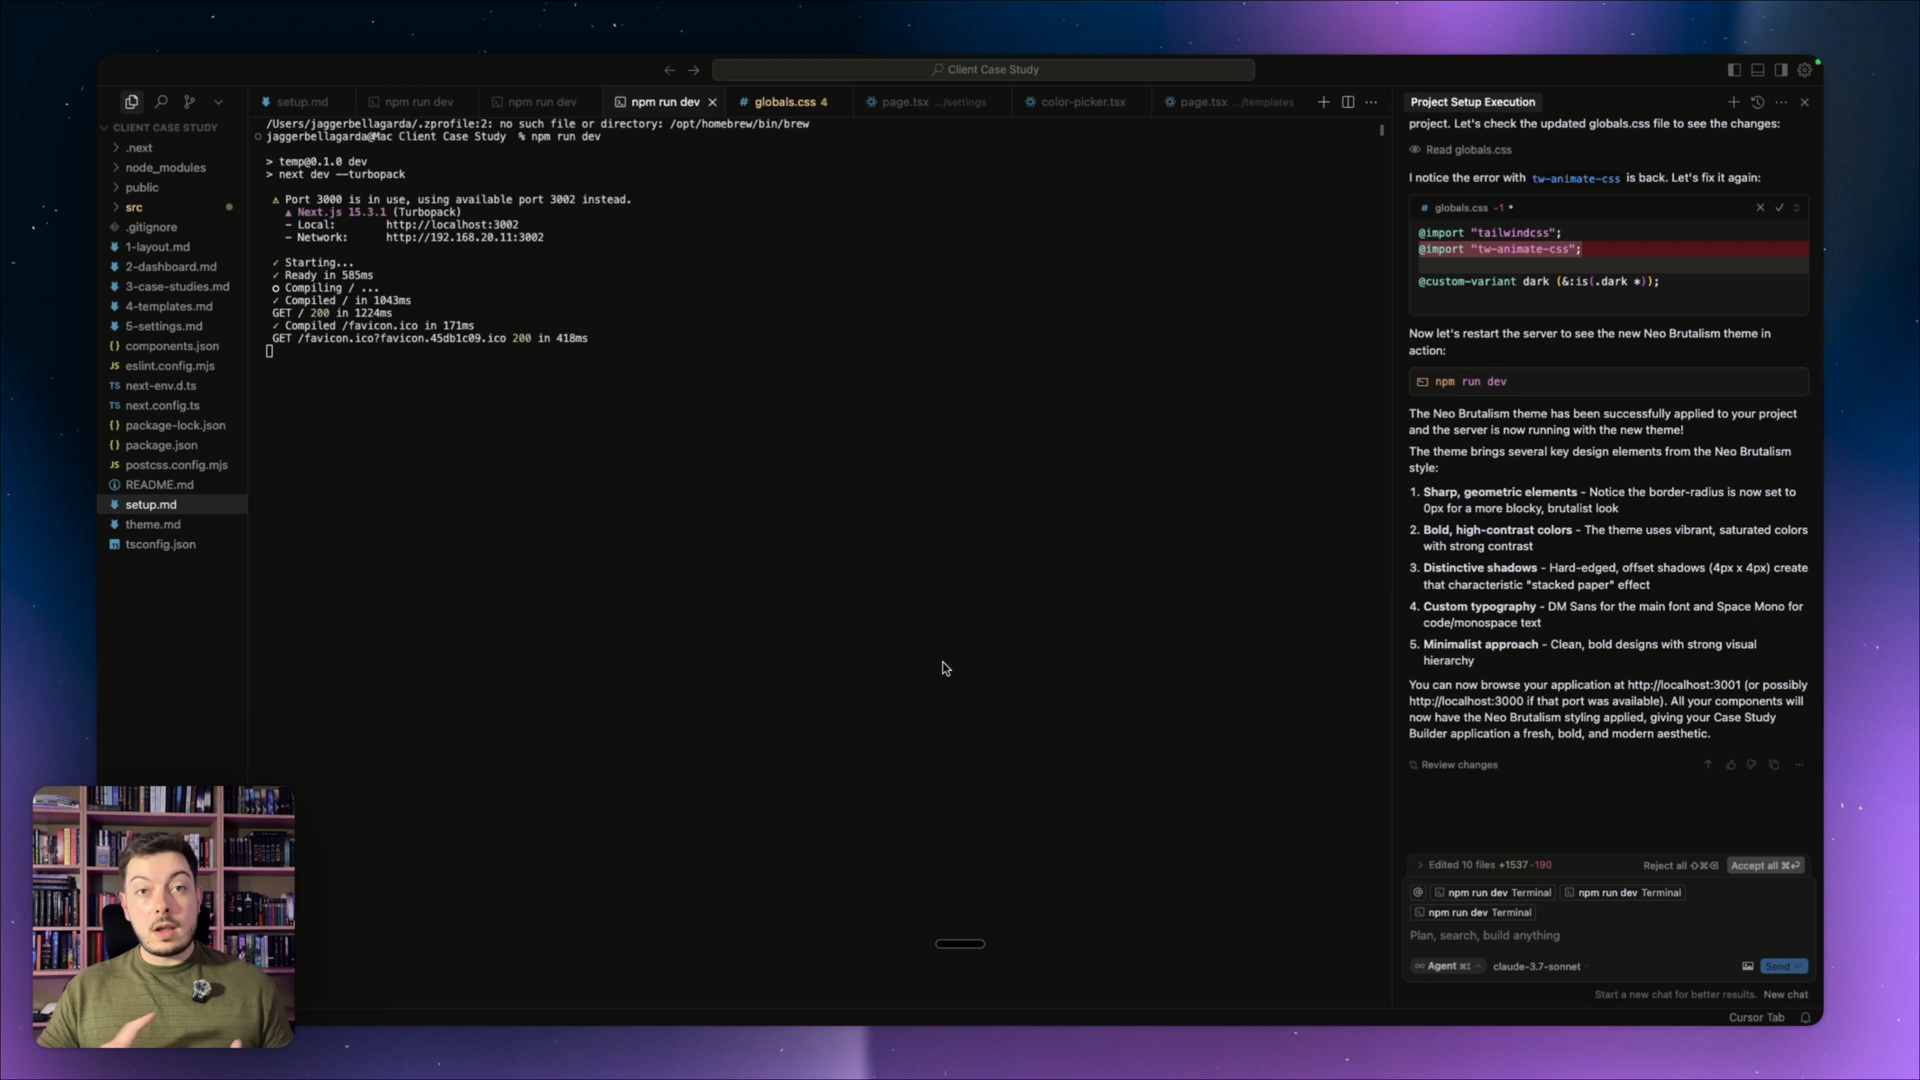 Client Case Study
setup.md
npm run dev
npm run dev
npm run dev
globals.css 4
page.tsx .../settings
color-picker.tsx
page.tsx .../templates
Project Setup Execution
CLIENT CASE STUDY
.next
node_modules
public
src
.gitignore
1-layout.md
2-dashboard.md
3-case-studies.md
4-templates.md
5-settings.md
{} components.json
JS eslint.config.mjs
TS next-env.d.ts
TS next.config.ts
{} package-lock.json
{} package.json
JS postcss.config.mjs
README.md
setup.md
theme.md
tsconfig.json
/Users/jaggerbellagarda/.zprofile:2: no such file or directory: /opt/homebrew/bin/brew
jaggerbellagarda@Mac Client Case Study % npm run dev
> temp@0.1.0 dev
> next dev --turbopack
⚠ Port 3000 is in use, using available port 3002 instead.
▲ Next.js 15.3.1 (Turbopack)
- Local: http://localhost:3002
- Network: http://192.168.20.11:3002
✓ Starting...
✓ Ready in 585ms
○ Compiling / ...
✓ Compiled / in 1043ms
GET / 200 in 1224ms
✓ Compiled /favicon.ico in 171ms
GET /favicon.ico?favicon.45db1c09.ico 200 in 418ms
project. Let's check the updated globals.css file to see the changes:
Read globals.css
I notice the error with tw-animate-css is back. Let's fix it again:
# globals.css -1 •
@import "tailwindcss";
@import "tw-animate-css";
@custom-variant dark (&:is(.dark *));
Now let's restart the server to see the new Neo Brutalism theme in
action:
npm run dev
The Neo Brutalism theme has been successfully applied to your project
and the server is now running with the new theme!
The theme brings several key design elements from the Neo Brutalism
style:
1. Sharp, geometric elements - Notice the border-radius is now set to
0px for a more blocky, brutalist look
2. Bold, high-contrast colors - The theme uses vibrant, saturated colors
with strong contrast
3. Distinctive shadows - Hard-edged, offset shadows (4px x 4px) create
that characteristic "stacked paper" effect
4. Custom typography - DM Sans for the main font and Space Mono for
code/monospace text
5. Minimalist approach - Clean, bold designs with strong visual
hierarchy
You can now browse your application at http://localhost:3001 (or possibly
http://localhost:3000 if that port was available). All your components will
now have the Neo Brutalism styling applied, giving your Case Study
Builder application a fresh, bold, and modern aesthetic.
Review changes
Edited 10 files +1537 -190
Reject all ⇧⌘⌫
Accept all ⌘⏎
@ npm run dev Terminal npm run dev Terminal
npm run dev Terminal
Plan, search, build anything
∞ Agent ⌘I
claude-3.7-sonnet
Send ⏎
Start a new chat for better results. New chat
Cursor Tab